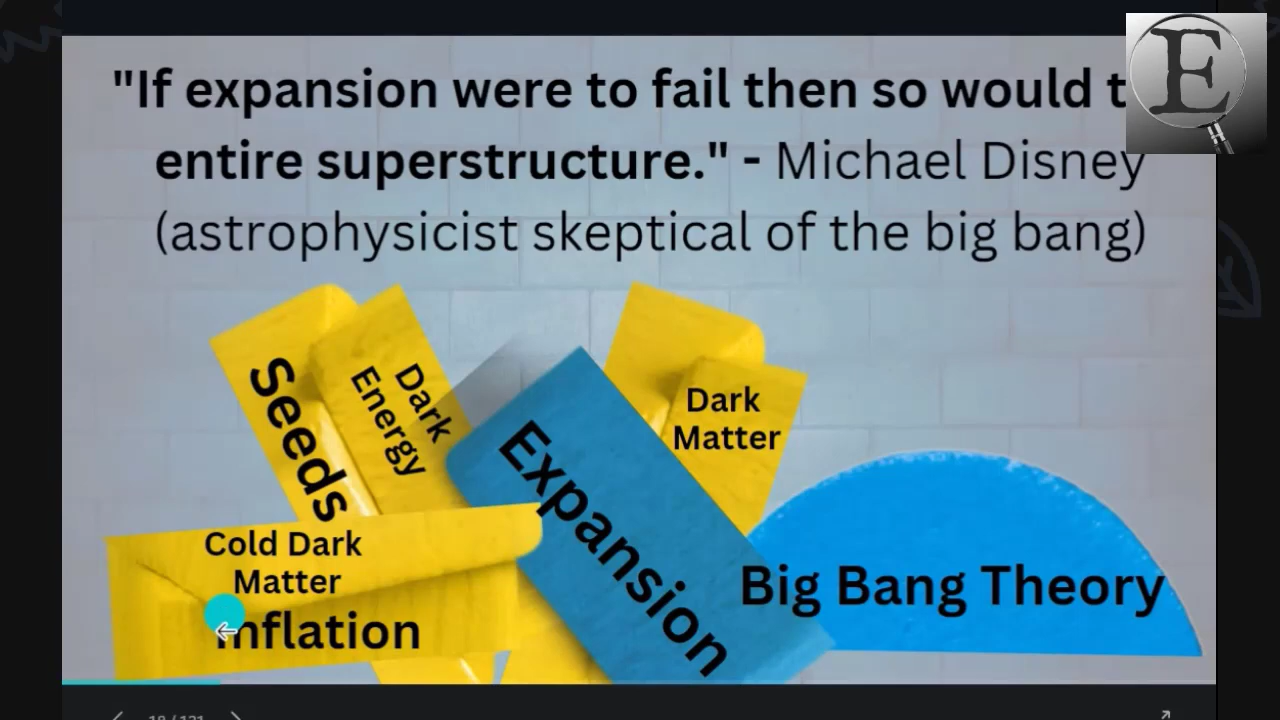 "If expansion were to fail then so would
entire superstructure." - Michael Disney
(astrophysicist skeptical of the big bang)
Seeds
Dark
Energy
Expansion
Dark
Matter
Cold Dark
Matter
Inflation
Big Bang Theory
E